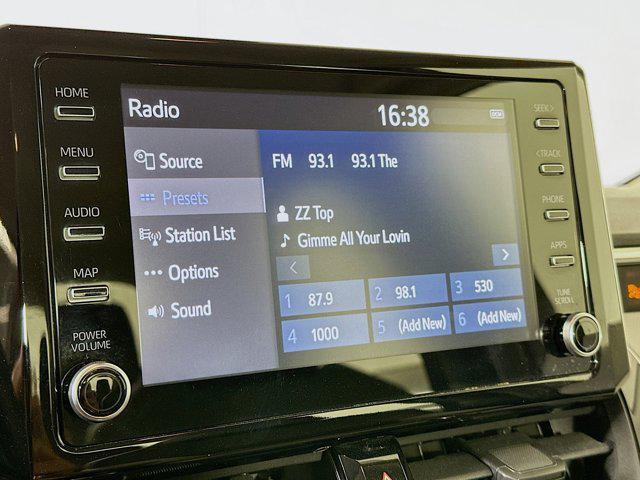 HOME
MENU
AUDIO
MAP
POWER
VOLUME
Radio
16:38
DCM
Source
Presets
Station List
Options
Sound
FM 93.1 93.1 The
ZZ Top
Gimme All Your Lovin
< >
1 87.9 2 98.1 3 530
4 1000 5 (Add New) 6 (Add New)
SEEK >
< TRACK
PHONE
APPS
TUNE
SCROLL